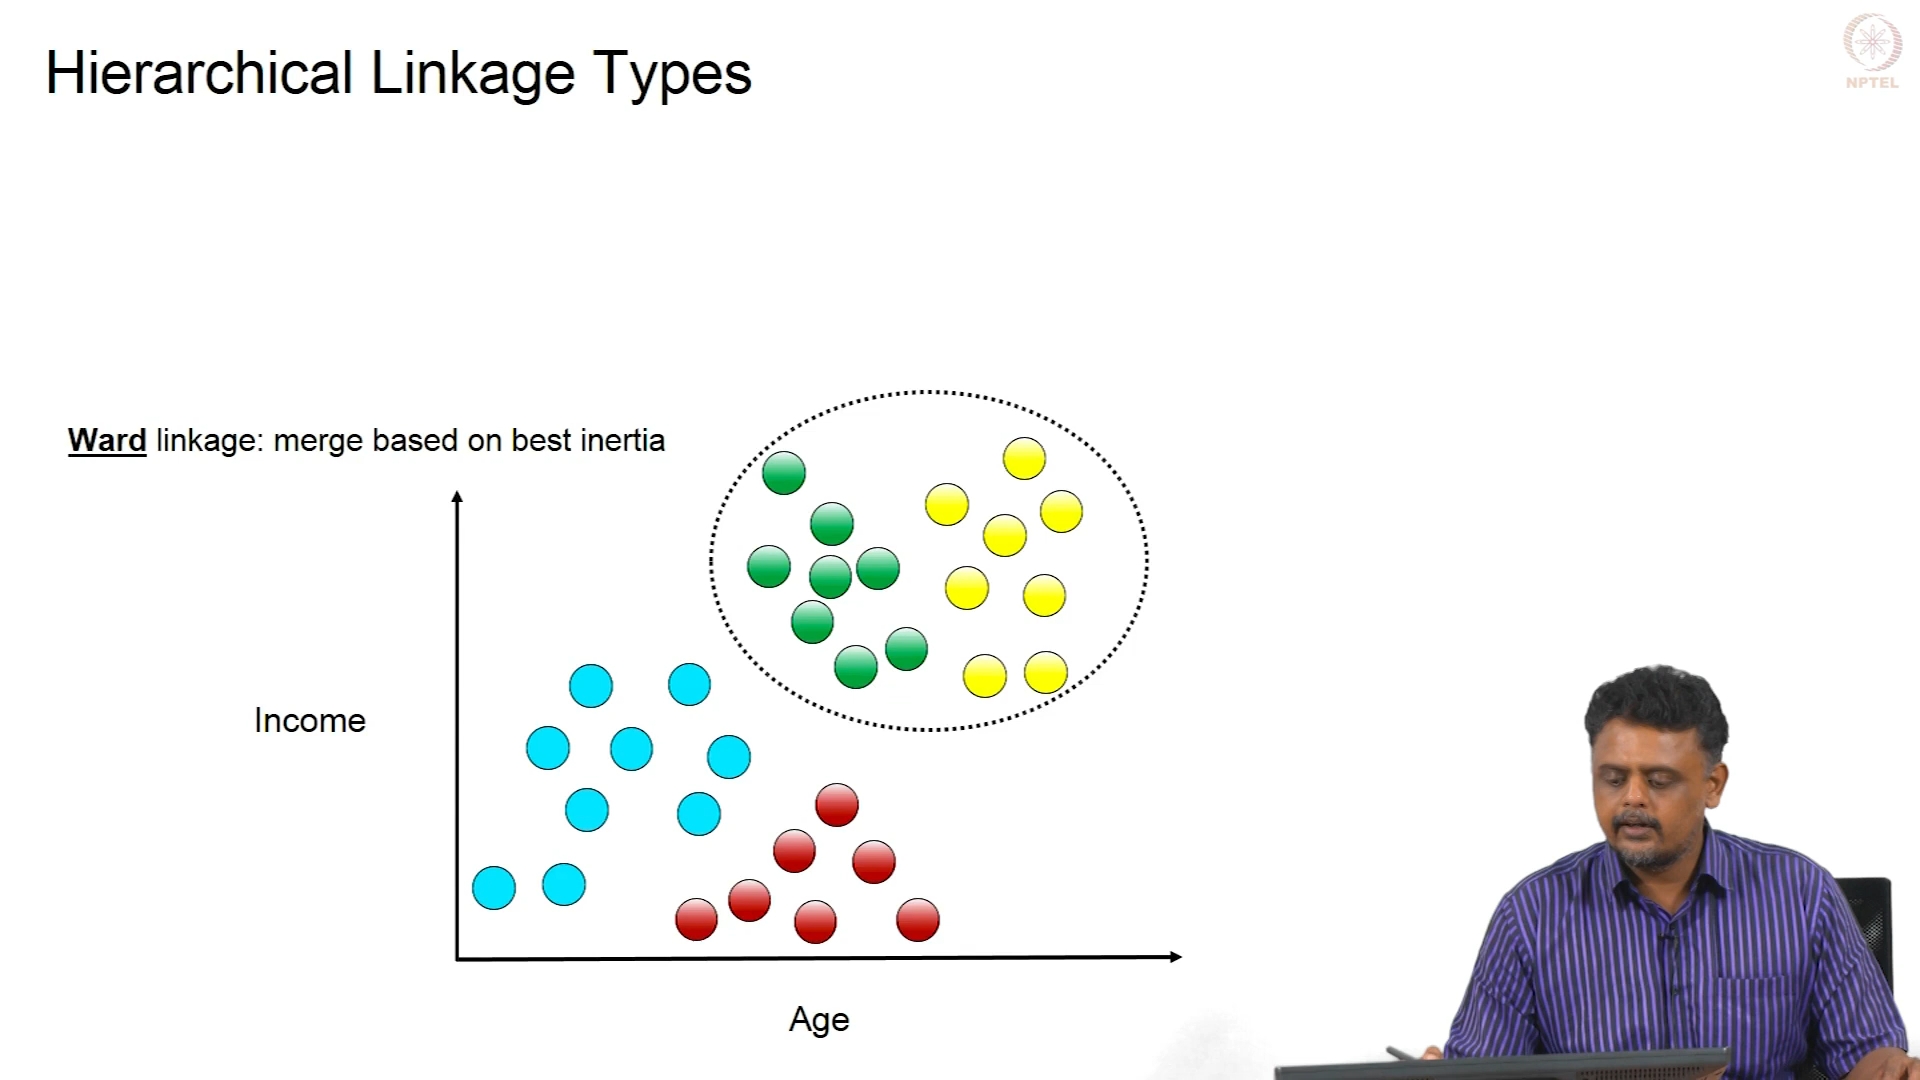 Hierarchical Linkage Types
NPTEL
Ward linkage: merge based on best inertia
Income
Age